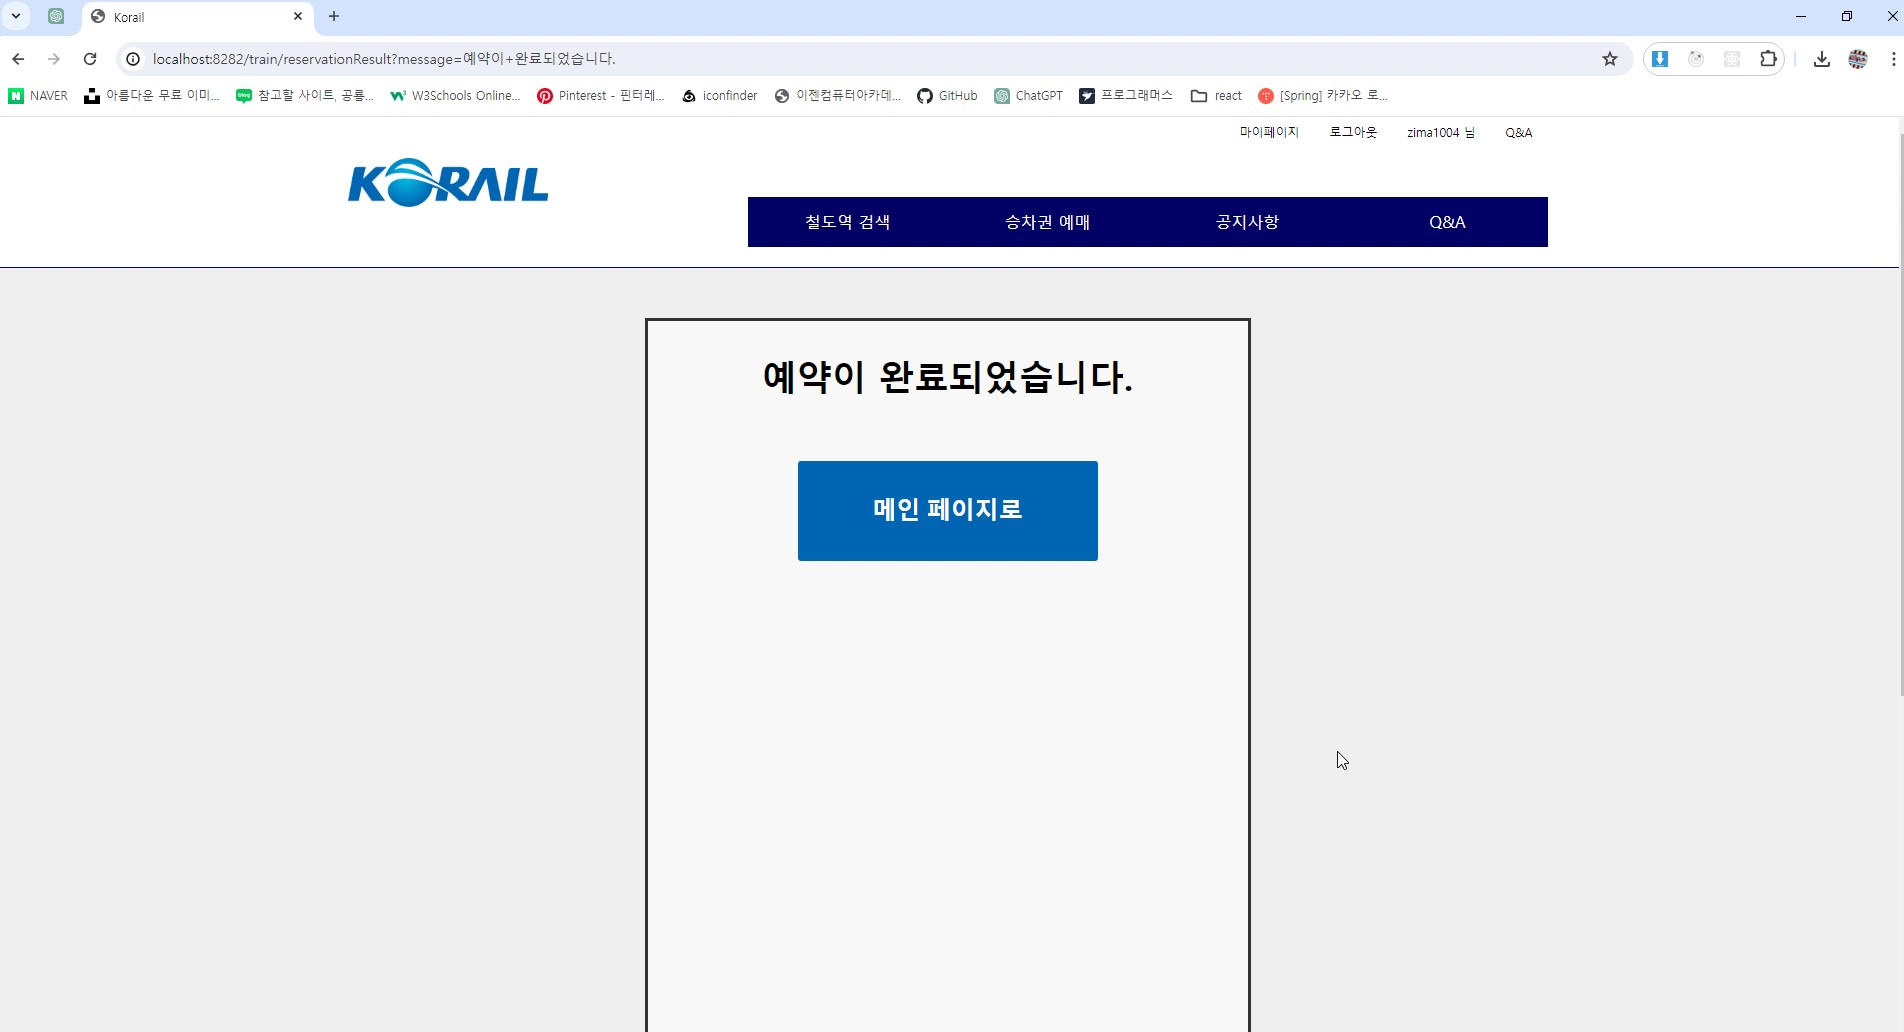 Korail
localhost:8282/train/reservationResult?message=예약이+완료되었습니다.
NAVER
아름다운 무료 이미...
참고할 사이트, 공룡...
W3Schools Online...
Pinterest - 핀터레...
iconfinder
이젠컴퓨터아카데...
GitHub
ChatGPT
프로그래머스
react
[Spring] 카카오 로...
마이페이지
로그아웃
zima1004 님
Q&A
KORAIL
철도역 검색
승차권 예매
공지사항
Q&A
예약이 완료되었습니다.
메인 페이지로